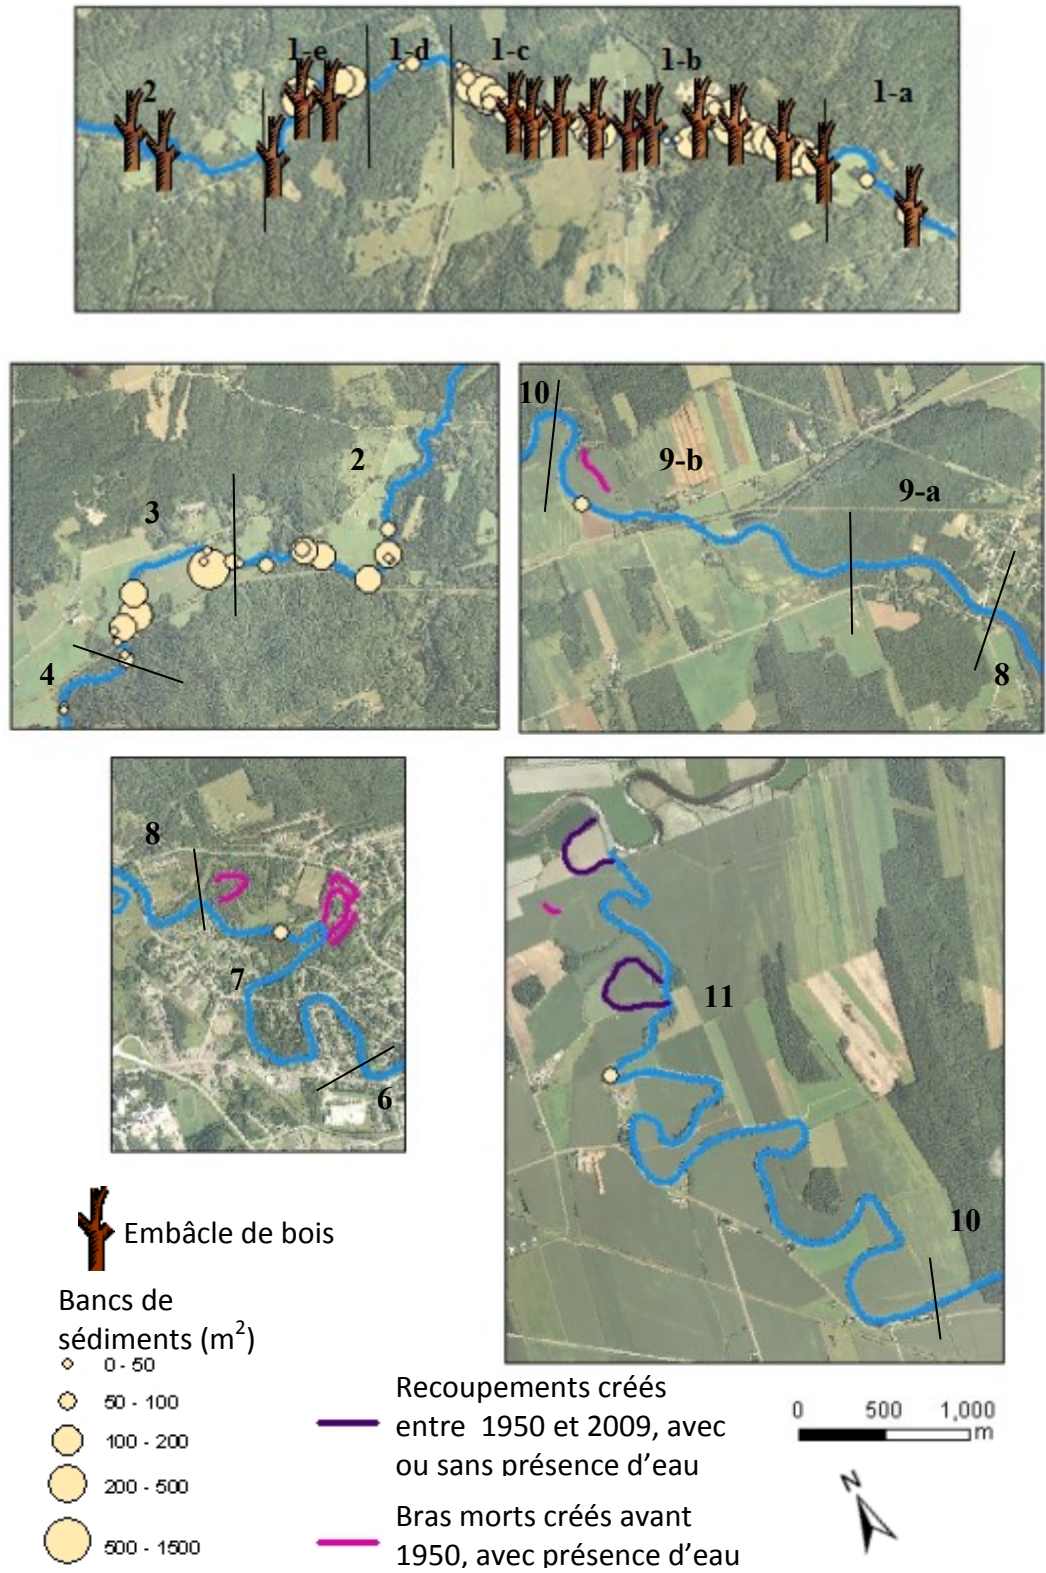 1-e
1-d
1-c
1-b
1-a
2
2
3
4
10
9-b
9-a
8
8
7
6
11
10
Embâcle de bois
Bancs de
sédiments (m²)
0 - 50
50 - 100
100 - 200
200 - 500
500 - 1500
Recoupements créés
entre 1950 et 2009, avec
ou sans présence d'eau
Bras morts créés avant
1950, avec présence d'eau
0 500 1,000
m
N